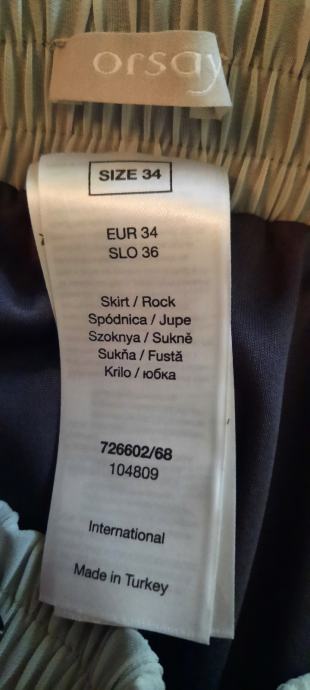 orsay
SIZE 34
EUR 34
SLO 36
Skirt / Rock
Spódnica / Jupe
Szoknya / Sukně
Sukňa / Fustă
Krilo / юбка
726602/68
104809
International
Made in Turkey